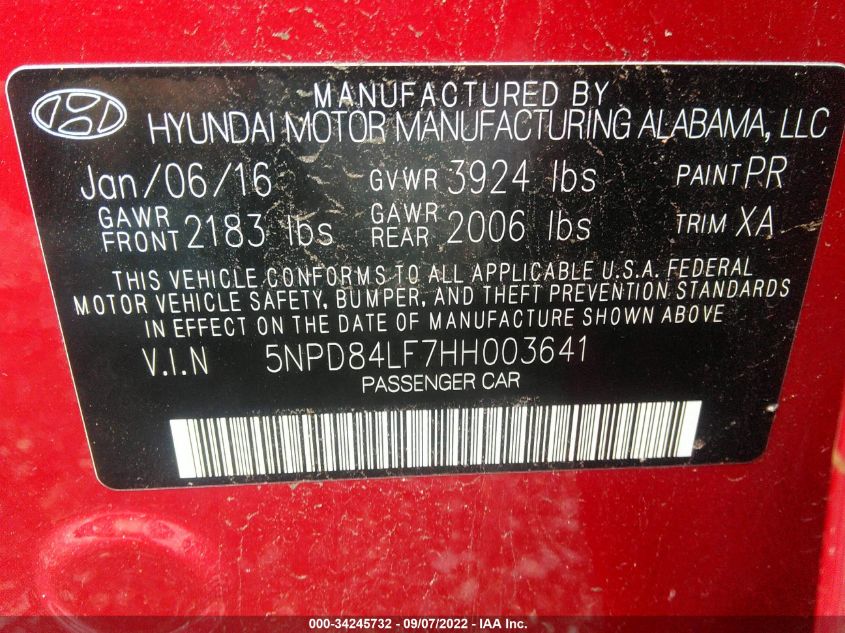 MANUFACTURED BY
HYUNDAI MOTOR MANUFACTURING ALABAMA, LLC
Jan/06/16 GVWR 3924 lbs PAINT PR
GAWR FRONT 2183 lbs GAWR REAR 2006 lbs TRIM XA
THIS VEHICLE CONFORMS TO ALL APPLICABLE U.S.A. FEDERAL
MOTOR VEHICLE SAFETY, BUMPER, AND THEFT PREVENTION STANDARDS
IN EFFECT ON THE DATE OF MANUFACTURE SHOWN ABOVE
V.I.N 5NPD84LF7HH003641
PASSENGER CAR
000-34245732 - 09/07/2022 - IAA Inc.